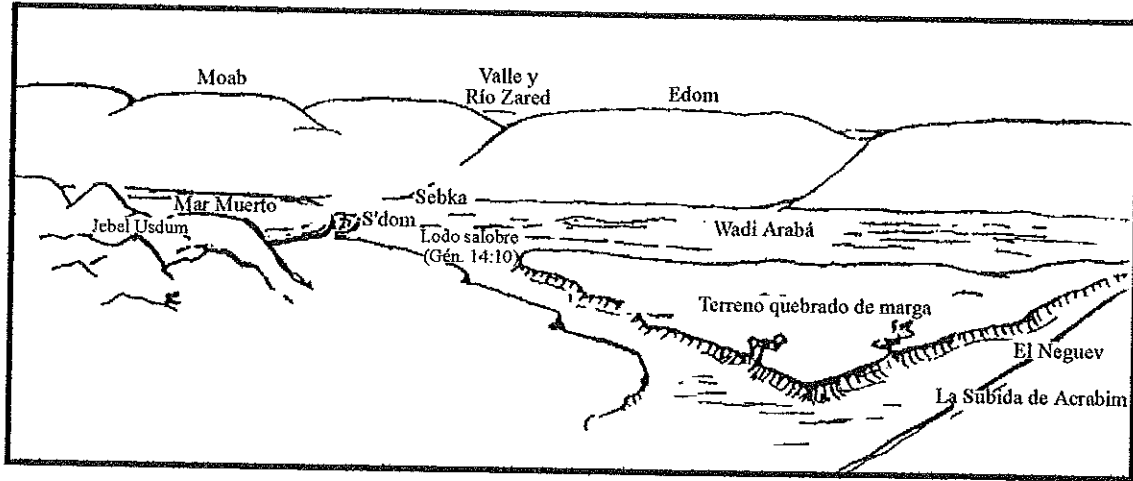 Moab
Valle y
Río Zared
Edom
Sebka
Mar Muerto
Jebel Usdum
S'dom
Lodo salobre
(Gén. 14:10)
Wadi Arabá
Terreno quebrado de marga
El Neguev
La Subida de Acrabim